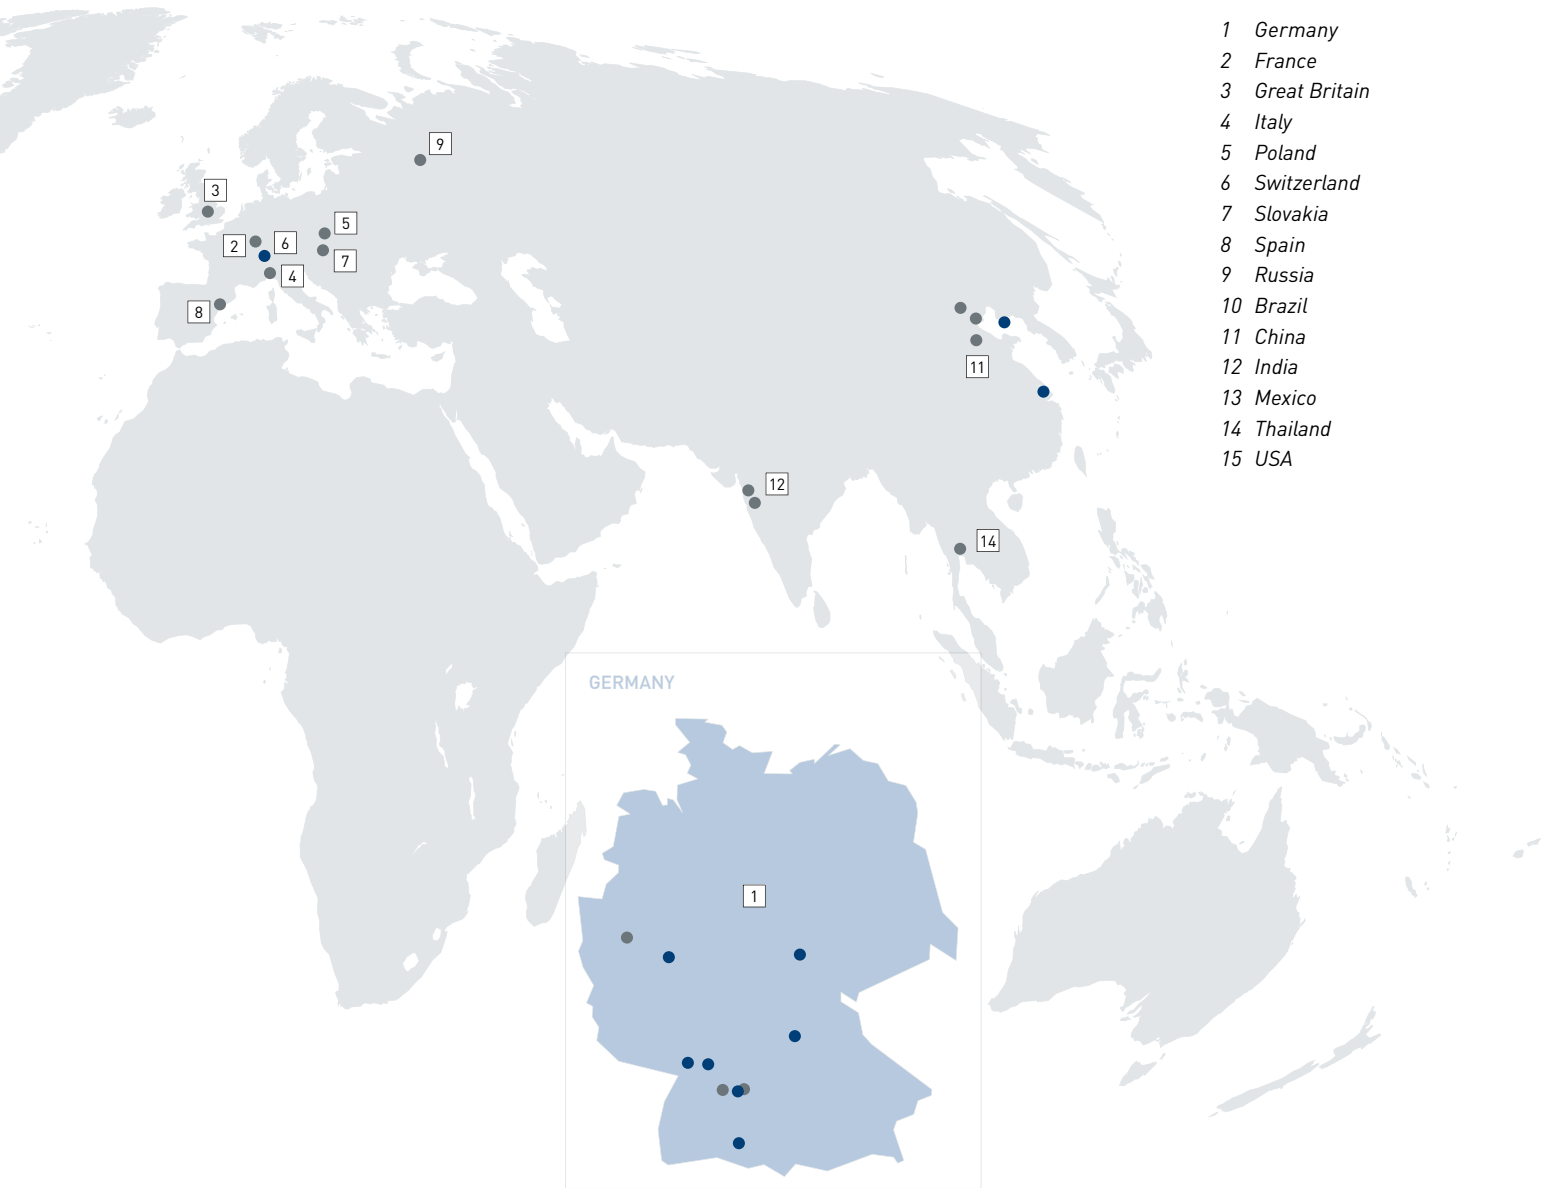 1 Germany
2 France
3 Great Britain
4 Italy
5 Poland
6 Switzerland
7 Slovakia
8 Spain
9 Russia
10 Brazil
11 China
12 India
13 Mexico
14 Thailand
15 USA
9
3
5
2
6
7
4
8
11
12
14
GERMANY
1